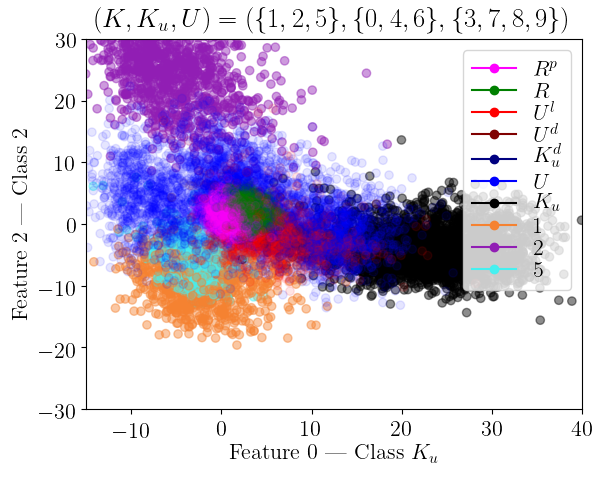 (K, K_u, U) = ({1, 2, 5}, {0, 4, 6}, {3, 7, 8, 9})
30
20
10
0
−10
−20
−30
Feature 2 — Class 2
−10 0 10 20 30 40
Feature 0 — Class K_u
R^p
R
U^l
U^d
K_u^d
U
K_u
1
2
5